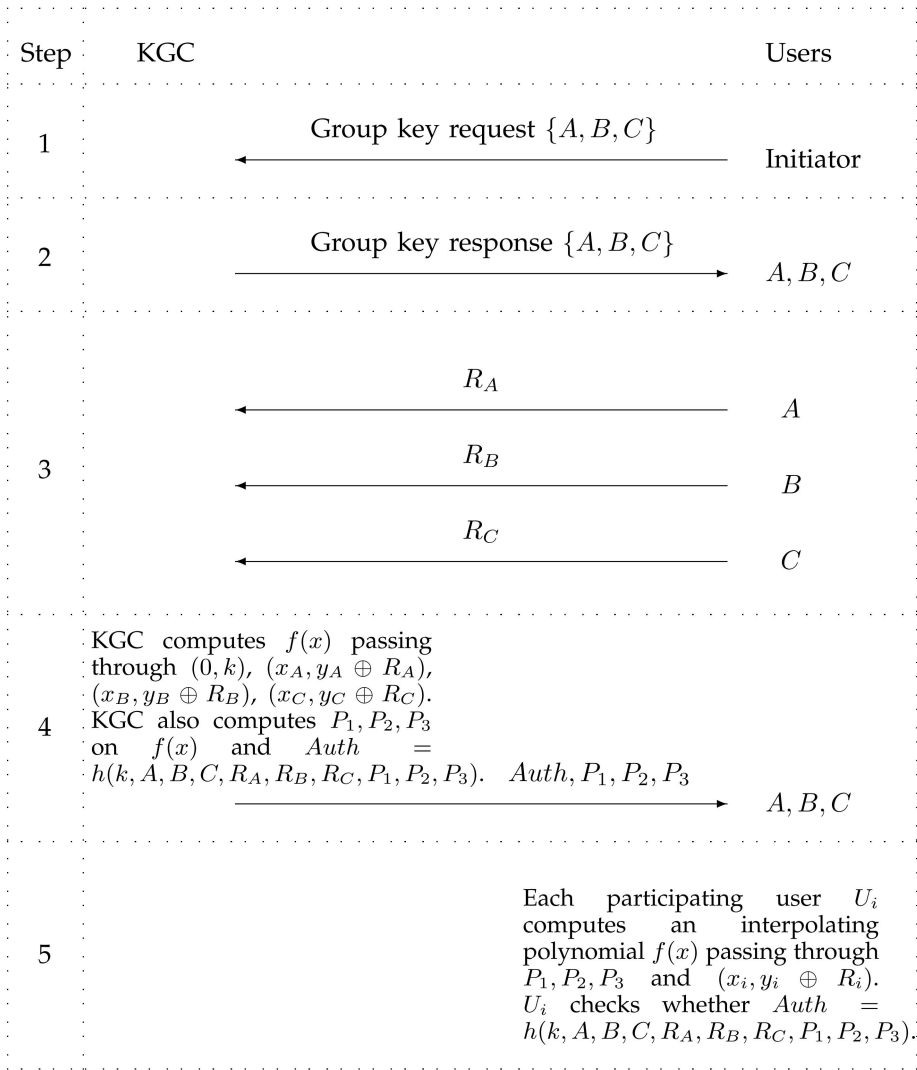 Step KGC Users
Group key request {A, B, C}
1
Initiator
Group key response {A, B, C}
2
A, B, C
R_A
A
R_B
3
B
R_C
C
KGC computes f(x) passing
through (0, k), (x_A, y_A ⊕ R_A),
(x_B, y_B ⊕ R_B), (x_C, y_C ⊕ R_C).
4
KGC also computes P_1, P_2, P_3
on f(x) and Auth =
h(k, A, B, C, R_A, R_B, R_C, P_1, P_2, P_3). Auth, P_1, P_2, P_3
A, B, C
Each participating user U_i
computes an interpolating
5
polynomial f(x) passing through
P_1, P_2, P_3 and (x_i, y_i ⊕ R_i).
U_i checks whether Auth =
h(k, A, B, C, R_A, R_B, R_C, P_1, P_2, P_3).